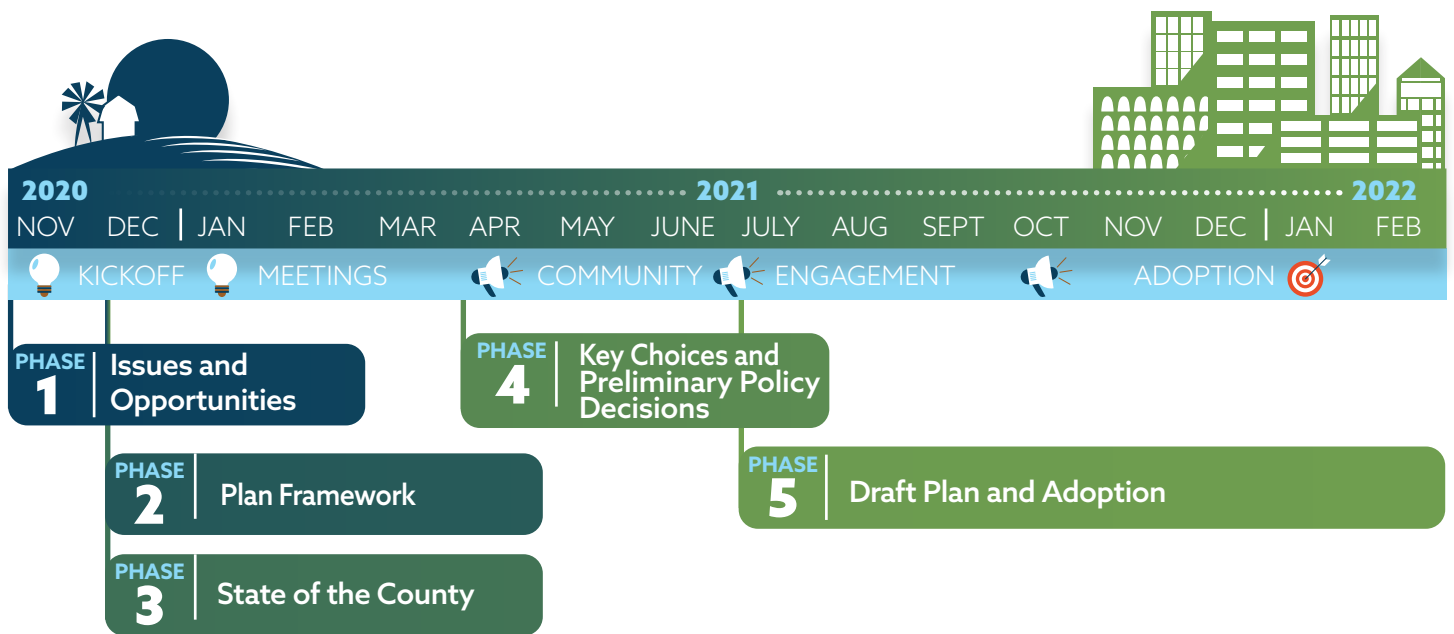 2020 2021 2022
NOV DEC JAN FEB MAR APR MAY JUNE JULY AUG SEPT OCT NOV DEC JAN FEB
KICKOFF MEETINGS COMMUNITY ENGAGEMENT ADOPTION
PHASE
1
Issues and
Opportunities
PHASE
4
Key Choices and
Preliminary Policy
Decisions
PHASE
2
Plan Framework
PHASE
5
Draft Plan and Adoption
PHASE
3
State of the County